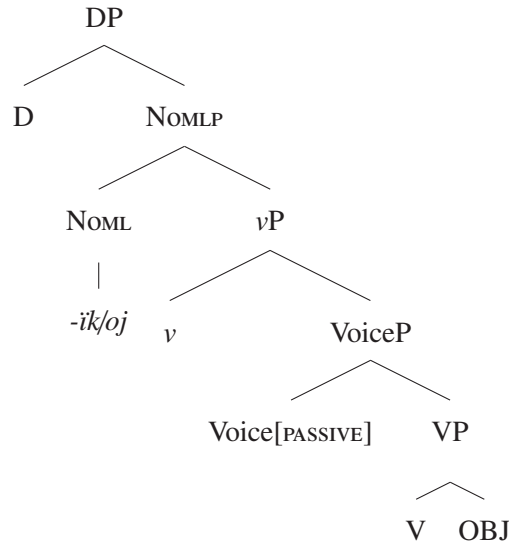 DP
D NOMLP
NOML vP
-ïk/oj v VoiceP
Voice[PASSIVE] VP
V OBJ